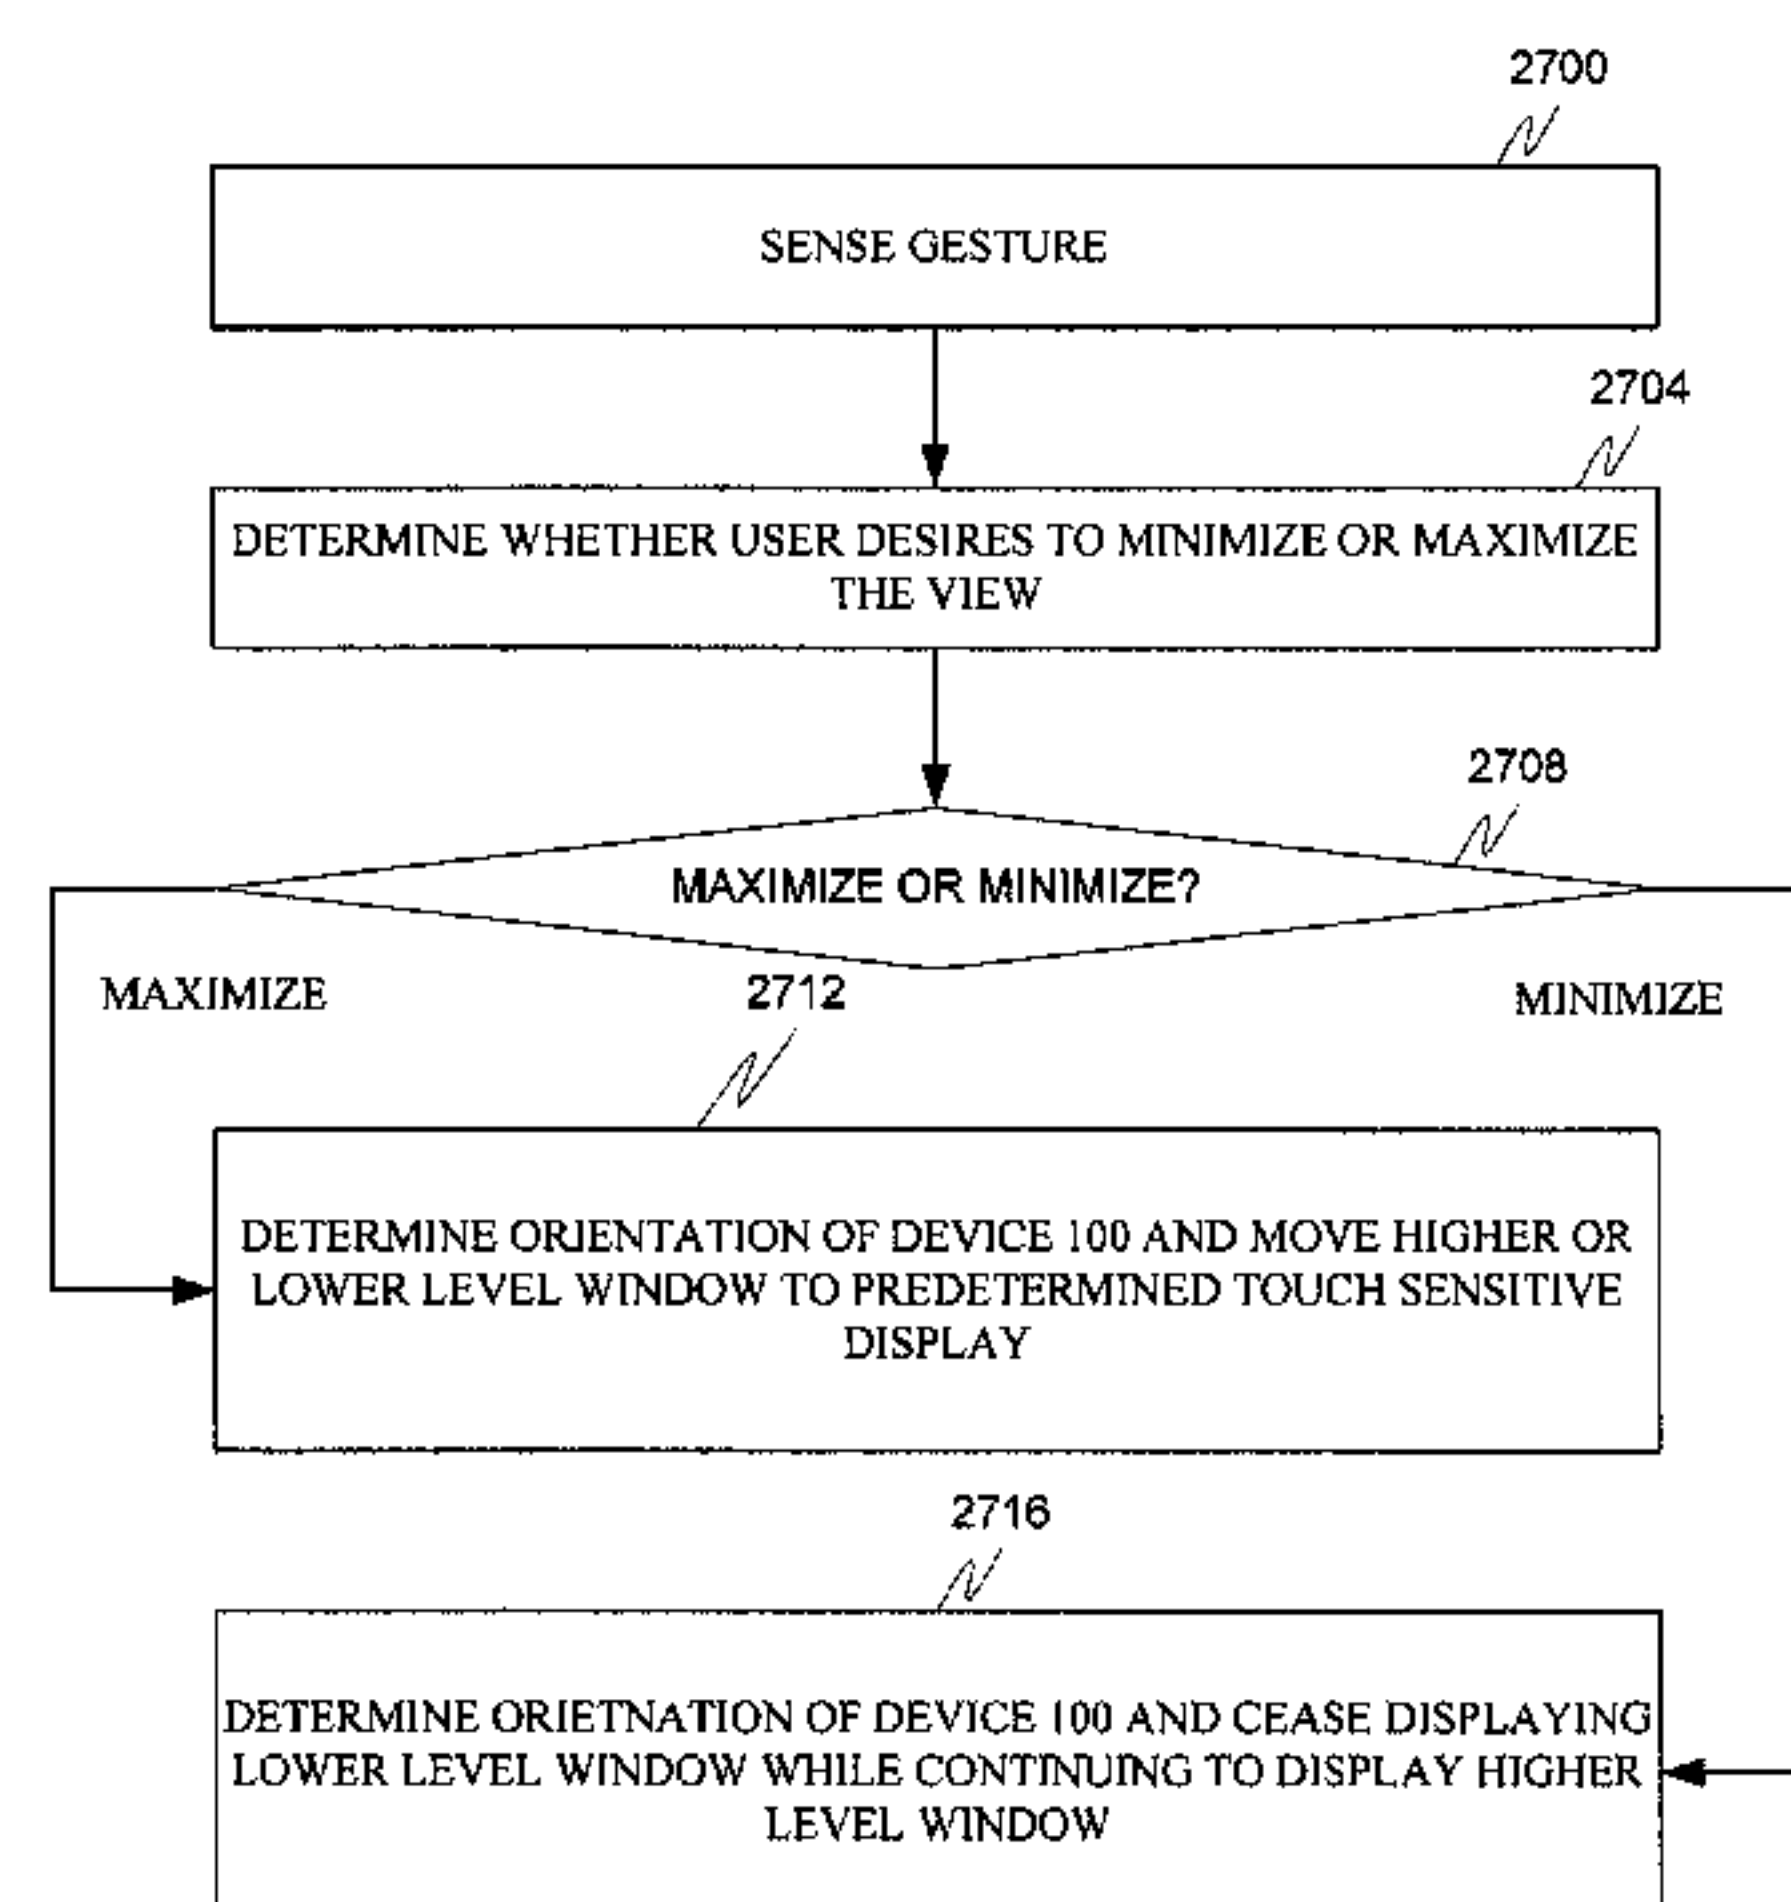 2700
SENSE GESTURE
2704
DETERMINE WHETHER USER DESIRES TO MINIMIZE OR MAXIMIZE
THE VIEW
2708
MAXIMIZE OR MINIMIZE?
MAXIMIZE
2712
MINIMIZE
DETERMINE ORIENTATION OF DEVICE 100 AND MOVE HIGHER OR
LOWER LEVEL WINDOW TO PREDETERMINED TOUCH SENSITIVE
DISPLAY
2716
DETERMINE ORIETNATION OF DEVICE 100 AND CEASE DISPLAYING
LOWER LEVEL WINDOW WHILE CONTINUING TO DISPLAY HIGHER
LEVEL WINDOW